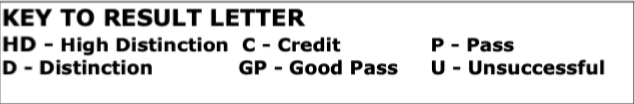 KEY TO RESULT LETTER
HD - High Distinction C - Credit P - Pass
D - Distinction GP - Good Pass U - Unsuccessful